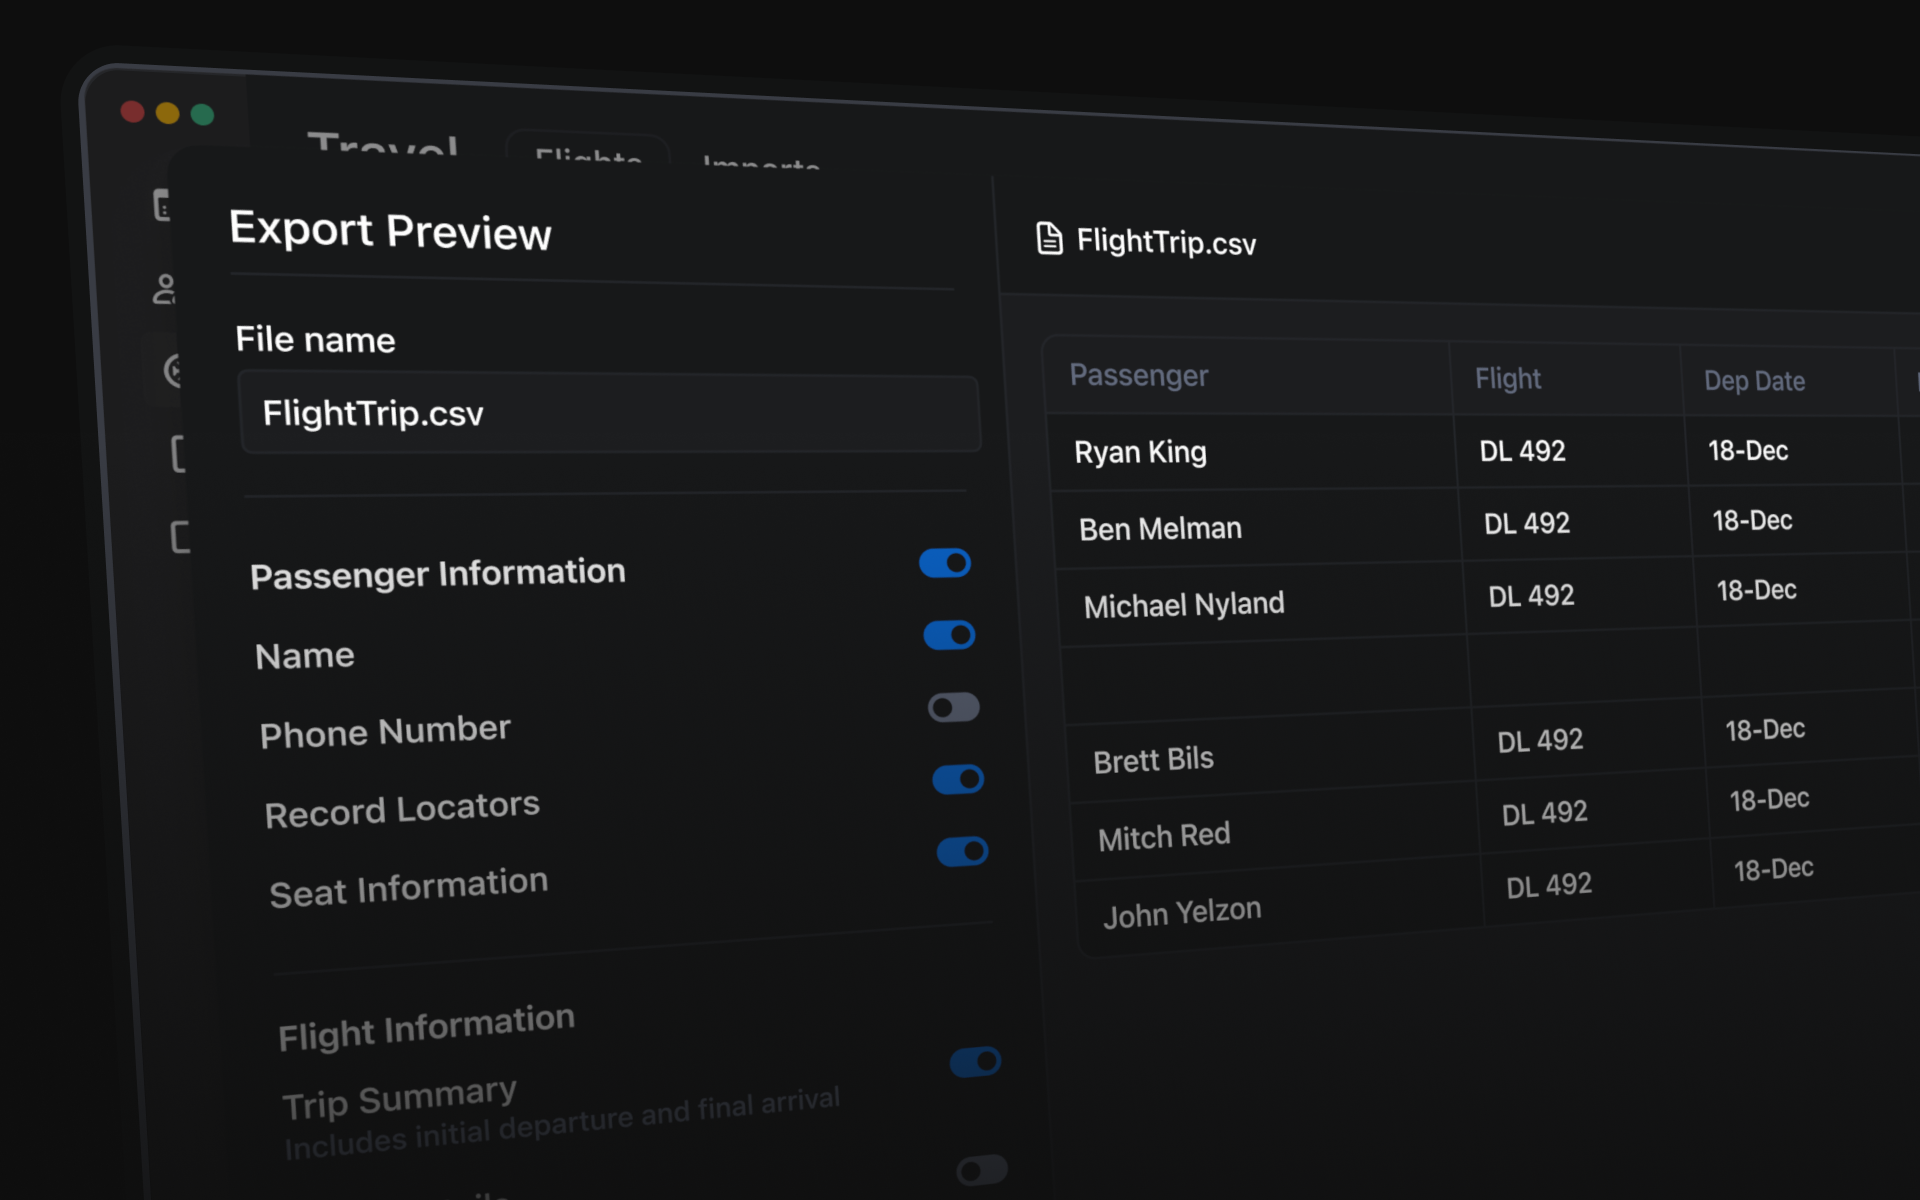 Travel Flights Imports
Export Preview
File name
FlightTrip.csv
Passenger Information
Name
Phone Number
Record Locators
Seat Information
Flight Information
Trip Summary
Includes initial departure and final arrival
FlightTrip.csv
Passenger Flight Dep Date
Ryan King DL 492 18-Dec
Ben Melman DL 492 18-Dec
Michael Nyland DL 492 18-Dec
Brett Bils DL 492 18-Dec
Mitch Red DL 492 18-Dec
John Yelzon DL 492 18-Dec